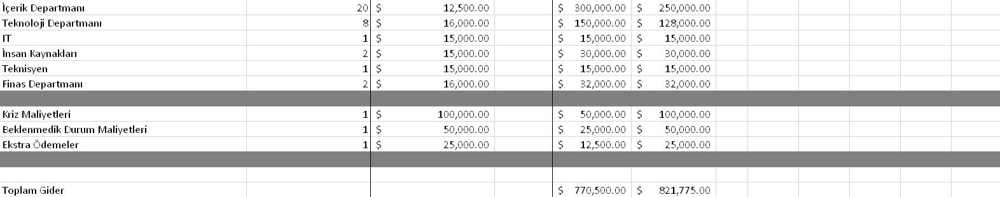 İçerik Departmanı 20 $ 12,500.00 $ 300,000.00 $ 250,000.00
Teknoloji Departmanı 8 $ 16,000.00 $ 150,000.00 $ 128,000.00
IT 1 $ 15,000.00 $ 15,000.00 $ 15,000.00
İnsan Kaynakları 2 $ 15,000.00 $ 30,000.00 $ 30,000.00
Teknisyen 1 $ 15,000.00 $ 15,000.00 $ 15,000.00
Finas Departmanı 2 $ 16,000.00 $ 32,000.00 $ 32,000.00
Kriz Maliyetleri 1 $ 100,000.00 $ 50,000.00 $ 100,000.00
Beklenmedik Durum Maliyetleri 1 $ 50,000.00 $ 25,000.00 $ 50,000.00
Ekstra Ödemeler 1 $ 25,000.00 $ 12,500.00 $ 25,000.00
Toplam Gider $ 770,500.00 $ 821,775.00